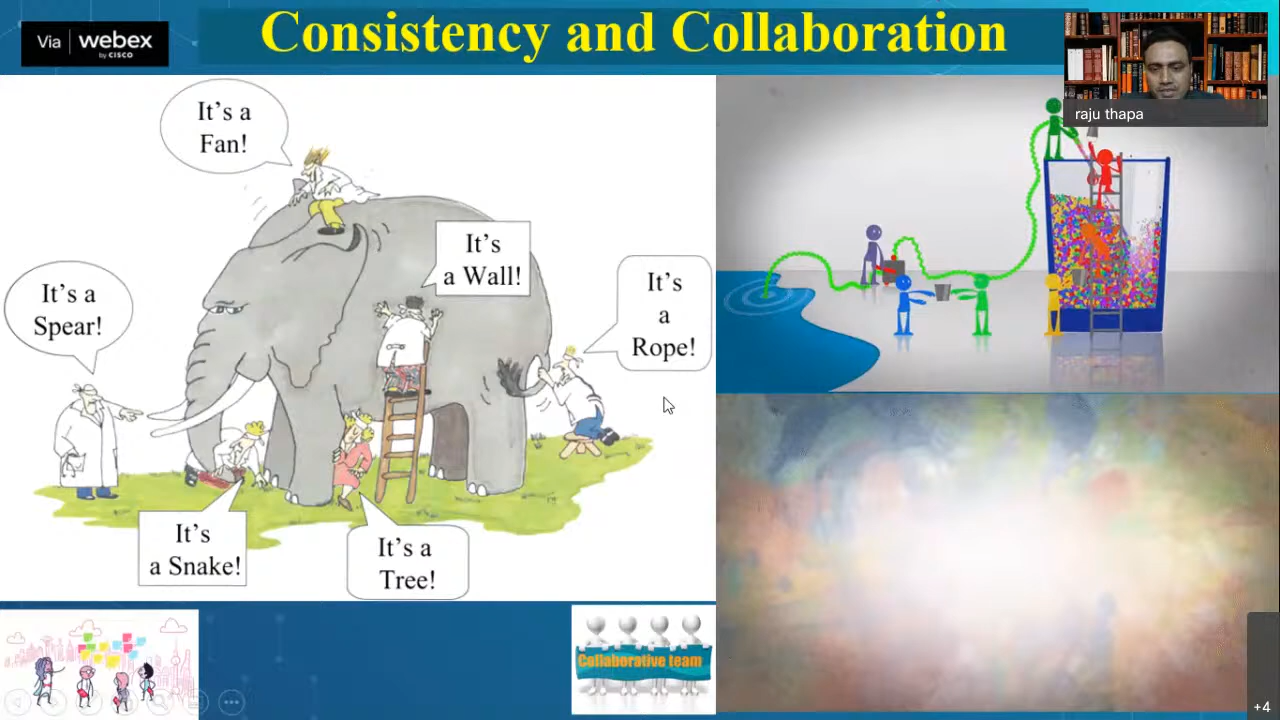 Via webex
by CISCO
Consistency and Collaboration
raju thapa
It's a
Fan!
It's
a Wall!
It's a
Spear!
It's
a
Rope!
It's
a Snake!
It's a
Tree!
Collaborative team
+4